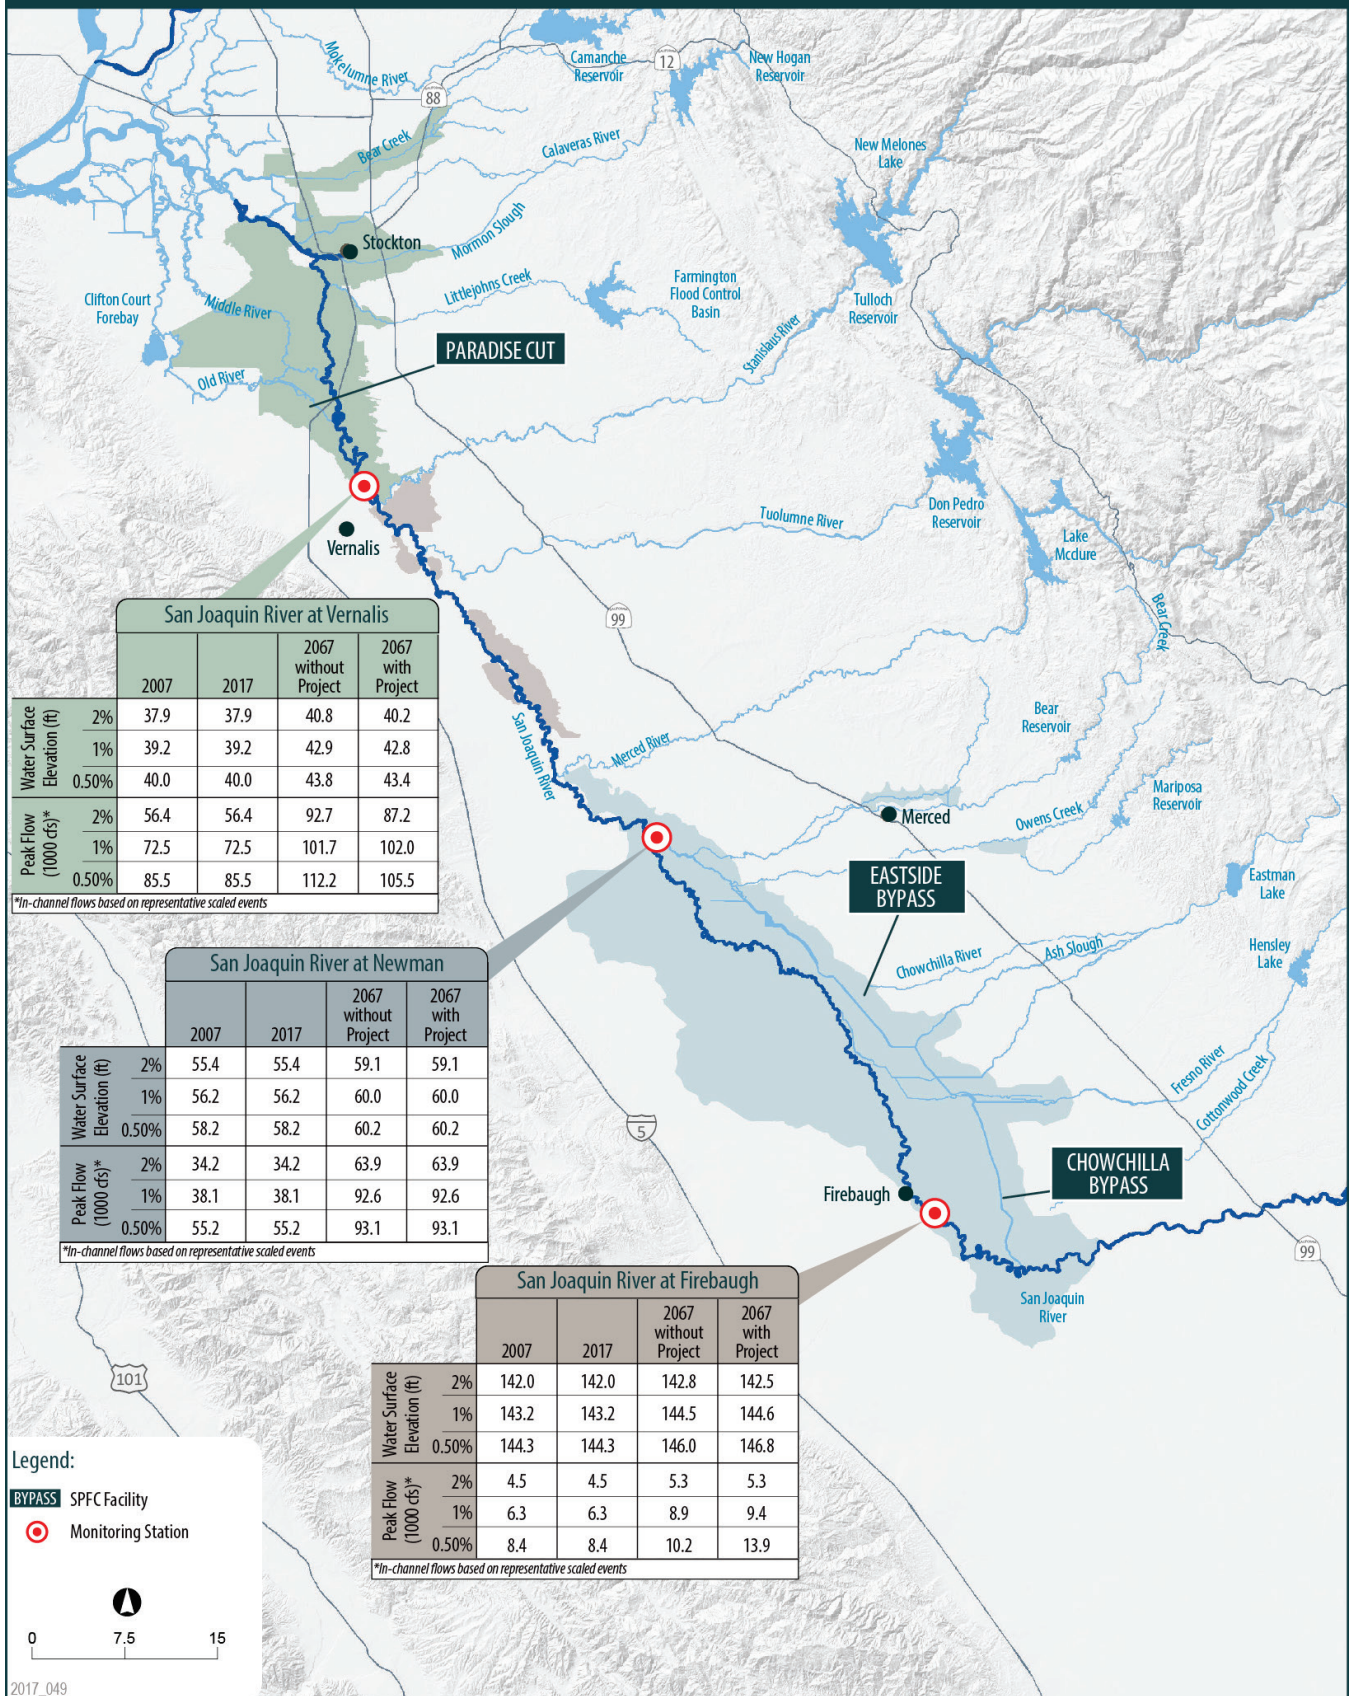 Mokelumne River
Camanche
Reservoir
12
New Hogan
Reservoir
88
Bear Creek
Calaveras River
New Melones
Lake
Stockton
Mormon Slough
Littlejohns Creek
Farmington
Flood Control
Basin
Tulloch
Reservoir
Clifton Court
Forebay
Middle River
Stanislaus River
PARADISE CUT
Old River
Don Pedro
Reservoir
Tuolumne River
Lake
Mcclure
Vernalis
99
Bear Creek
San Joaquin River at Vernalis
2007 2017 2067 without Project 2067 with Project
Water Surface Elevation (ft)
2% 37.9 37.9 40.8 40.2
1% 39.2 39.2 42.9 42.8
0.50% 40.0 40.0 43.8 43.4
Peak Flow (1000 cfs)*
2% 56.4 56.4 92.7 87.2
1% 72.5 72.5 101.7 102.0
0.50% 85.5 85.5 112.2 105.5
*In-channel flows based on representative scaled events
San Joaquin River
Merced River
Bear
Reservoir
Mariposa
Reservoir
Merced
Owens Creek
EASTSIDE
BYPASS
Eastman
Lake
Chowchilla River
Ash Slough
Hensley
Lake
San Joaquin River at Newman
2007 2017 2067 without Project 2067 with Project
Water Surface Elevation (ft)
2% 55.4 55.4 59.1 59.1
1% 56.2 56.2 60.0 60.0
0.50% 58.2 58.2 60.2 60.2
Peak Flow (1000 cfs)*
2% 34.2 34.2 63.9 63.9
1% 38.1 38.1 92.6 92.6
0.50% 55.2 55.2 93.1 93.1
*In-channel flows based on representative scaled events
5
Fresno River
Cottonwood Creek
CHOWCHILLA
BYPASS
Firebaugh
99
San Joaquin
River
San Joaquin River at Firebaugh
2007 2017 2067 without Project 2067 with Project
Water Surface Elevation (ft)
2% 142.0 142.0 142.8 142.5
1% 143.2 143.2 144.5 144.6
0.50% 144.3 144.3 146.0 146.8
Peak Flow (1000 cfs)*
2% 4.5 4.5 5.3 5.3
1% 6.3 6.3 8.9 9.4
0.50% 8.4 8.4 10.2 13.9
*In-channel flows based on representative scaled events
101
Legend:
BYPASS SPFC Facility
Monitoring Station
0 7.5 15
2017_049